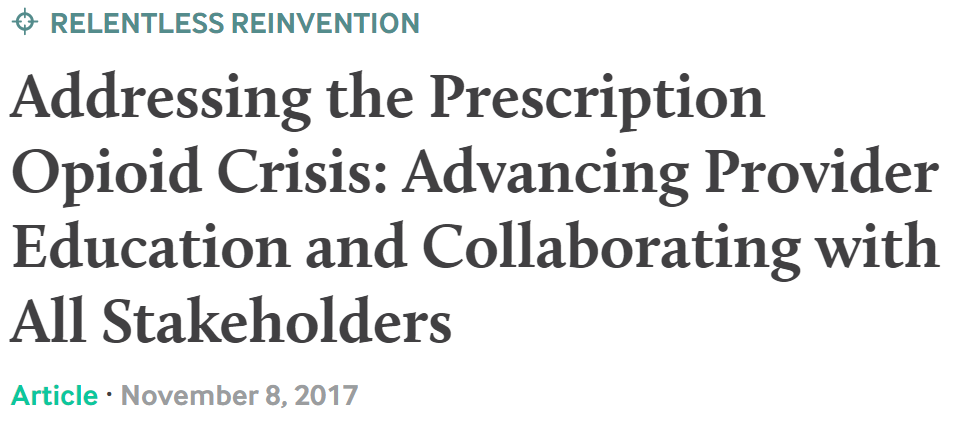 RELENTLESS REINVENTION
Addressing the Prescription
Opioid Crisis: Advancing Provider
Education and Collaborating with
All Stakeholders
Article · November 8, 2017